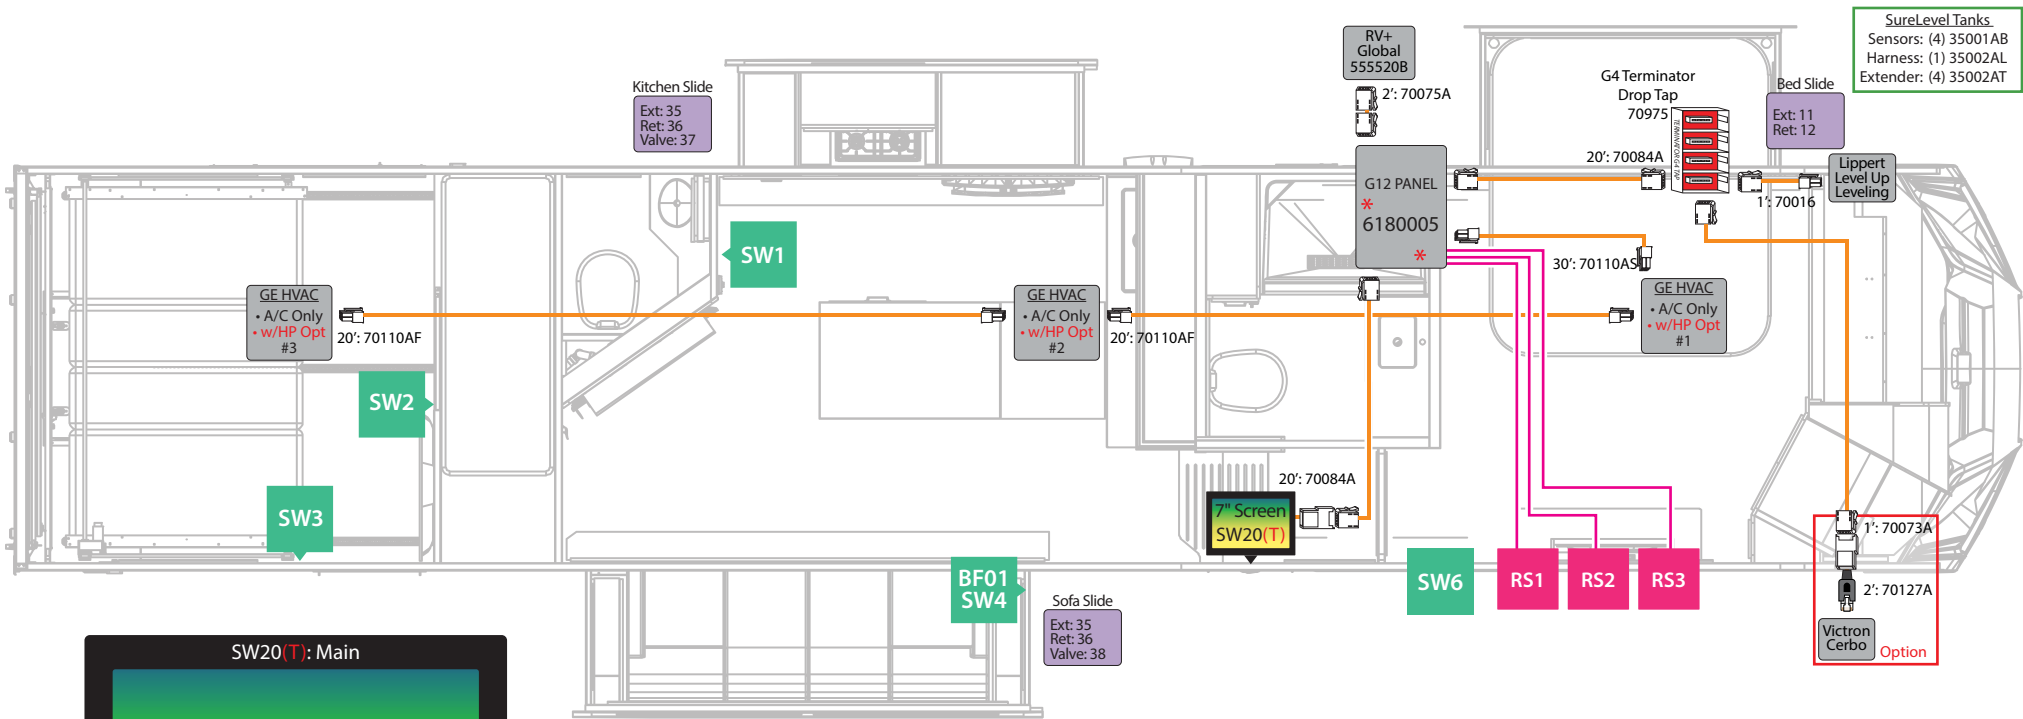 SureLevel Tanks
Sensors: (4) 35001AB
Harness: (1) 35002AL
Extender: (4) 35002AT
RV+
Global
555520B
2': 70075A
G4 Terminator
Drop Tap
70975
TERMINATOR G4 TAP
Bed Slide
Ext: 11
Ret: 12
Kitchen Slide
Ext: 35
Ret: 36
Valve: 37
20': 70084A
Lippert
Level Up
Leveling
1': 70016
G12 PANEL
*
6180005
*
SW1
30': 70110AS
GE HVAC
• A/C Only
• w/HP Opt
#3
20': 70110AF
GE HVAC
• A/C Only
• w/HP Opt
#2
20': 70110AF
GE HVAC
• A/C Only
• w/HP Opt
#1
SW2
SW3
20': 70084A
7" Screen
SW20(T)
1': 70073A
2': 70127A
Victron
Cerbo
Option
BF01
SW4
SW6
RS1
RS2
RS3
Sofa Slide
Ext: 35
Ret: 36
Valve: 38
SW20(T): Main